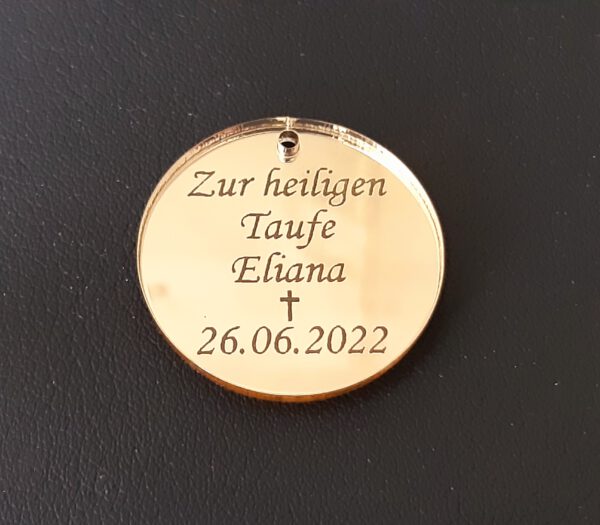 Zur heiligen
Taufe
Eliana
✝
26.06.2022